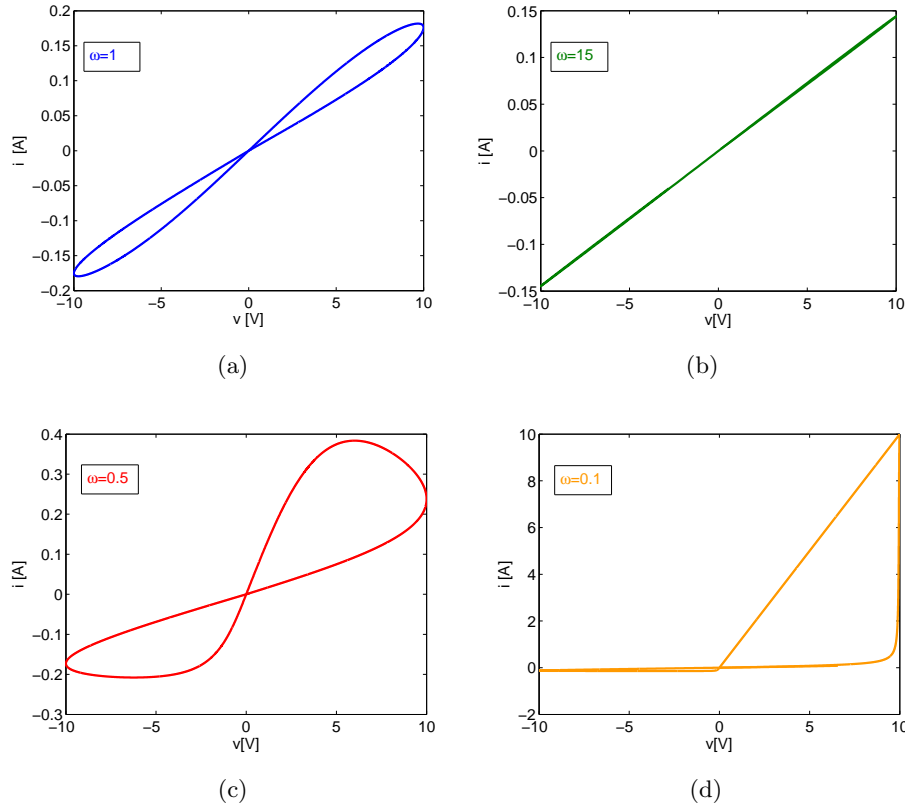 0.2
0.15
0.1
0.05
0
−0.05
−0.1
−0.15
−0.2
i [A]
ω=1
−10 −5 0 5 10
v [V]
(a)
0.15
0.1
0.05
0
−0.05
−0.1
−0.15
i [A]
ω=15
−10 −5 0 5 10
v[V]
(b)
0.4
0.3
0.2
0.1
0
−0.1
−0.2
−0.3
i [A]
ω=0.5
−10 −5 0 5 10
v[V]
(c)
10
8
6
4
2
0
−2
i [A]
ω=0.1
−10 −5 0 5 10
v[V]
(d)